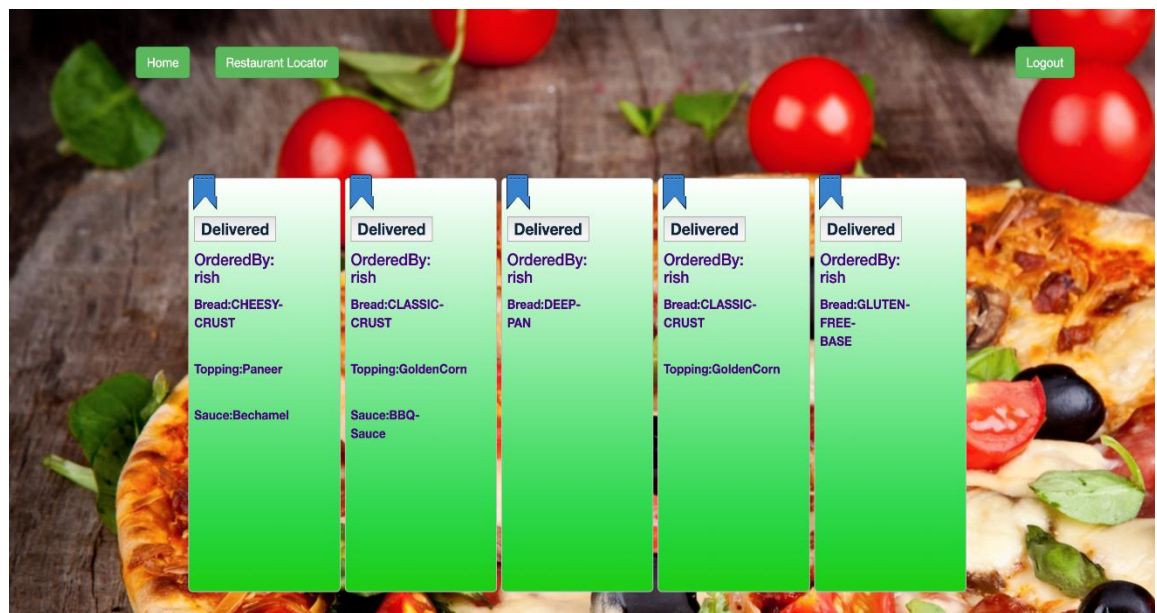 Home
Restaurant Locator
Logout
Delivered
OrderedBy:
rish
Bread:CHEESY-
CRUST
Topping:Paneer
Sauce:Bechamel
Delivered
OrderedBy:
rish
Bread:CLASSIC-
CRUST
Topping:GoldenCorn
Sauce:BBQ-
Sauce
Delivered
OrderedBy:
rish
Bread:DEEP-
PAN
Delivered
OrderedBy:
rish
Bread:CLASSIC-
CRUST
Topping:GoldenCorn
Delivered
OrderedBy:
rish
Bread:GLUTEN-
FREE-
BASE